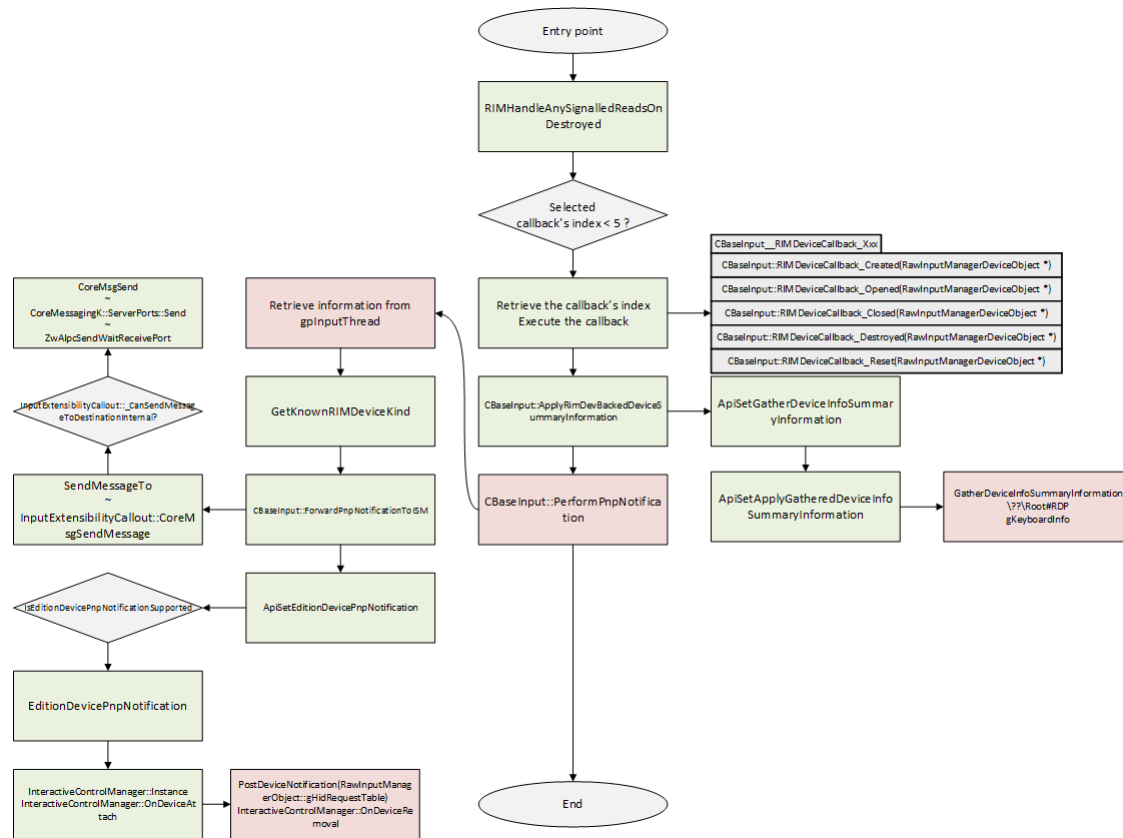 Entry point
RIMHandleAnySignalledReadsOn
Destroyed
Selected
callback's index < 5 ?
CBaseInput__RIMDeviceCallback_Xxx
CBaseInput::RIMDeviceCallback_Created(RawInputManagerDeviceObject *)
CBaseInput::RIMDeviceCallback_Opened(RawInputManagerDeviceObject *)
CBaseInput::RIMDeviceCallback_Closed(RawInputManagerDeviceObject *)
CBaseInput::RIMDeviceCallback_Destroyed(RawInputManagerDeviceObject *)
CBaseInput::RIMDeviceCallback_Reset(RawInputManagerDeviceObject *)
CoreMsgSend
~
CoreMessagingK::ServerPorts::Send
~
ZwAlpcSendWaitReceivePort
Retrieve information from
gpInputThread
Retrieve the callback's index
Execute the callback
InputExtensibilityCallout::_CanSendMessag
eToDestinationInternal?
GetKnownRIMDeviceKind
CBaseInput::ApplyRimDevBackedDeviceS
ummaryInformation
ApiSetGatherDeviceInfoSummar
yInformation
SendMessageTo
~
InputExtensibilityCallout::CoreM
sgSendMessage
CBaseInput::ForwardPnpNotificationToISM
CBaseInput::PerformPnpNotifica
tion
ApiSetApplyGatheredDeviceInfo
SummaryInformation
GatherDeviceInfoSummaryInformation
\??\Root#RDP
gKeyboardInfo
IsEditionDevicePnpNotificationSupported
ApiSetEditionDevicePnpNotification
EditionDevicePnpNotification
InteractiveControlManager::Instance
InteractiveControlManager::OnDeviceAt
tach
PostDeviceNotification(RawInputManag
erObject::gHidRequestTable)
InteractiveControlManager::OnDeviceRe
moval
End